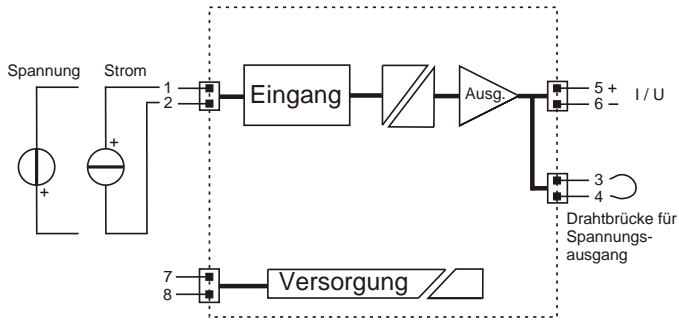 Spannung
Strom
+
+
1
2
Eingang
Ausg.
5 +
6 –
I / U
3
4
Drahtbrücke für
Spannungs-
ausgang
7
8
Versorgung